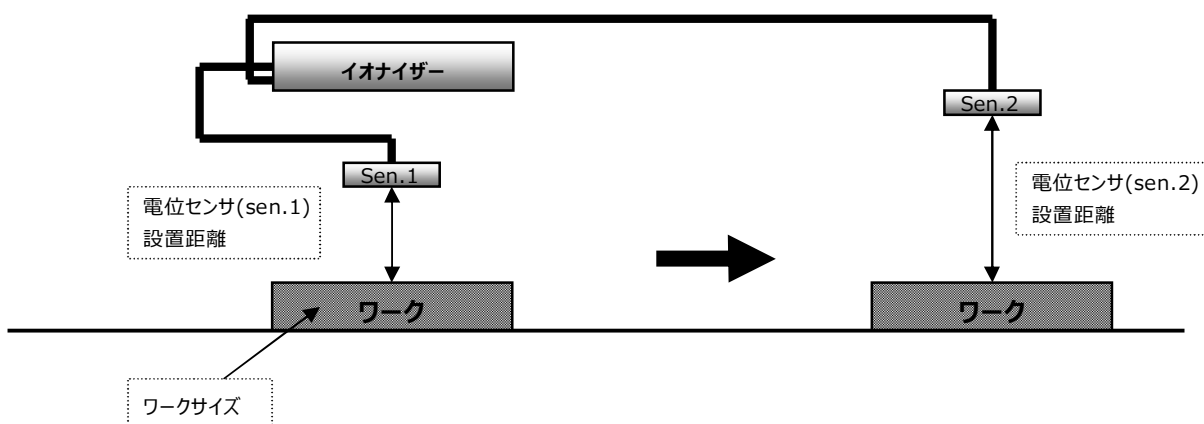 イオナイザー
Sen.2
Sen.1
電位センサ(sen.1)
設置距離
電位センサ(sen.2)
設置距離
ワーク
ワーク
ワークサイズ